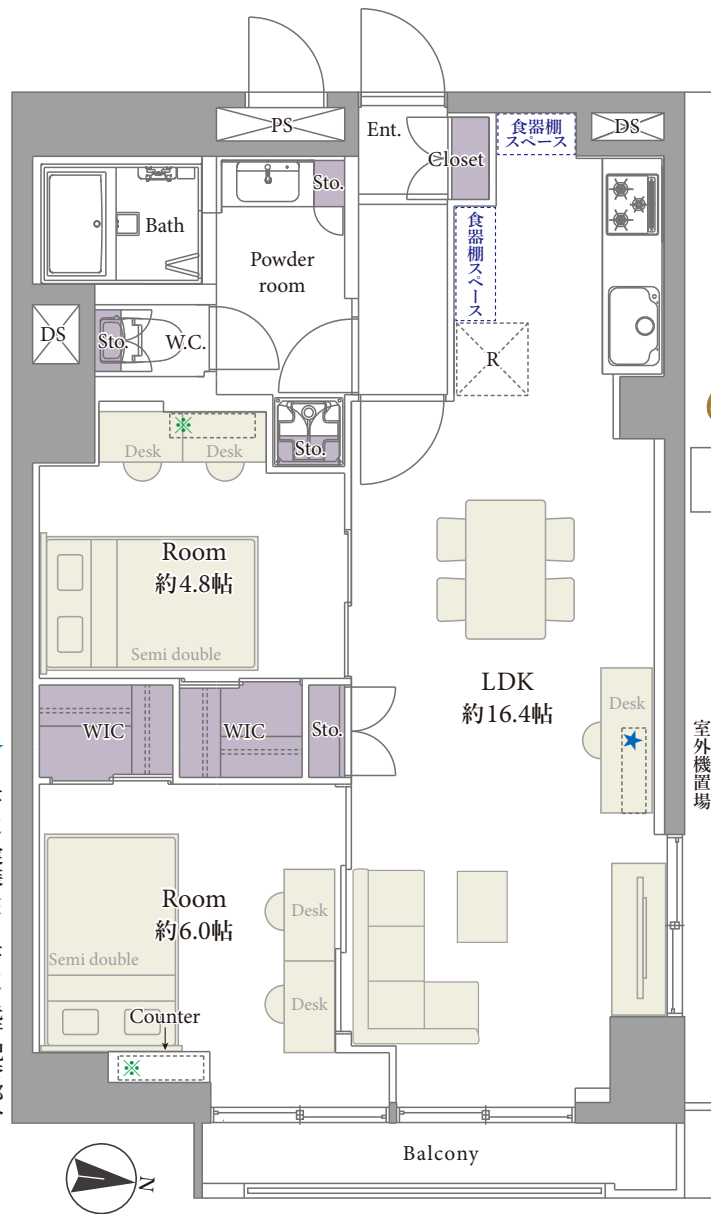 PS
Ent.
Closet
食器棚
スペース
DS
Sto.
Bath
Powder
room
食器棚スペース
R
DS
Sto.
W.C.
※
Desk
Desk
Sto.
Room
約4.8帖
Semi double
LDK
約16.4帖
WIC
WIC
Sto.
Desk
★
室外機置場
Room
約6.0帖
Semi double
Desk
Desk
Counter
※
Balcony
N